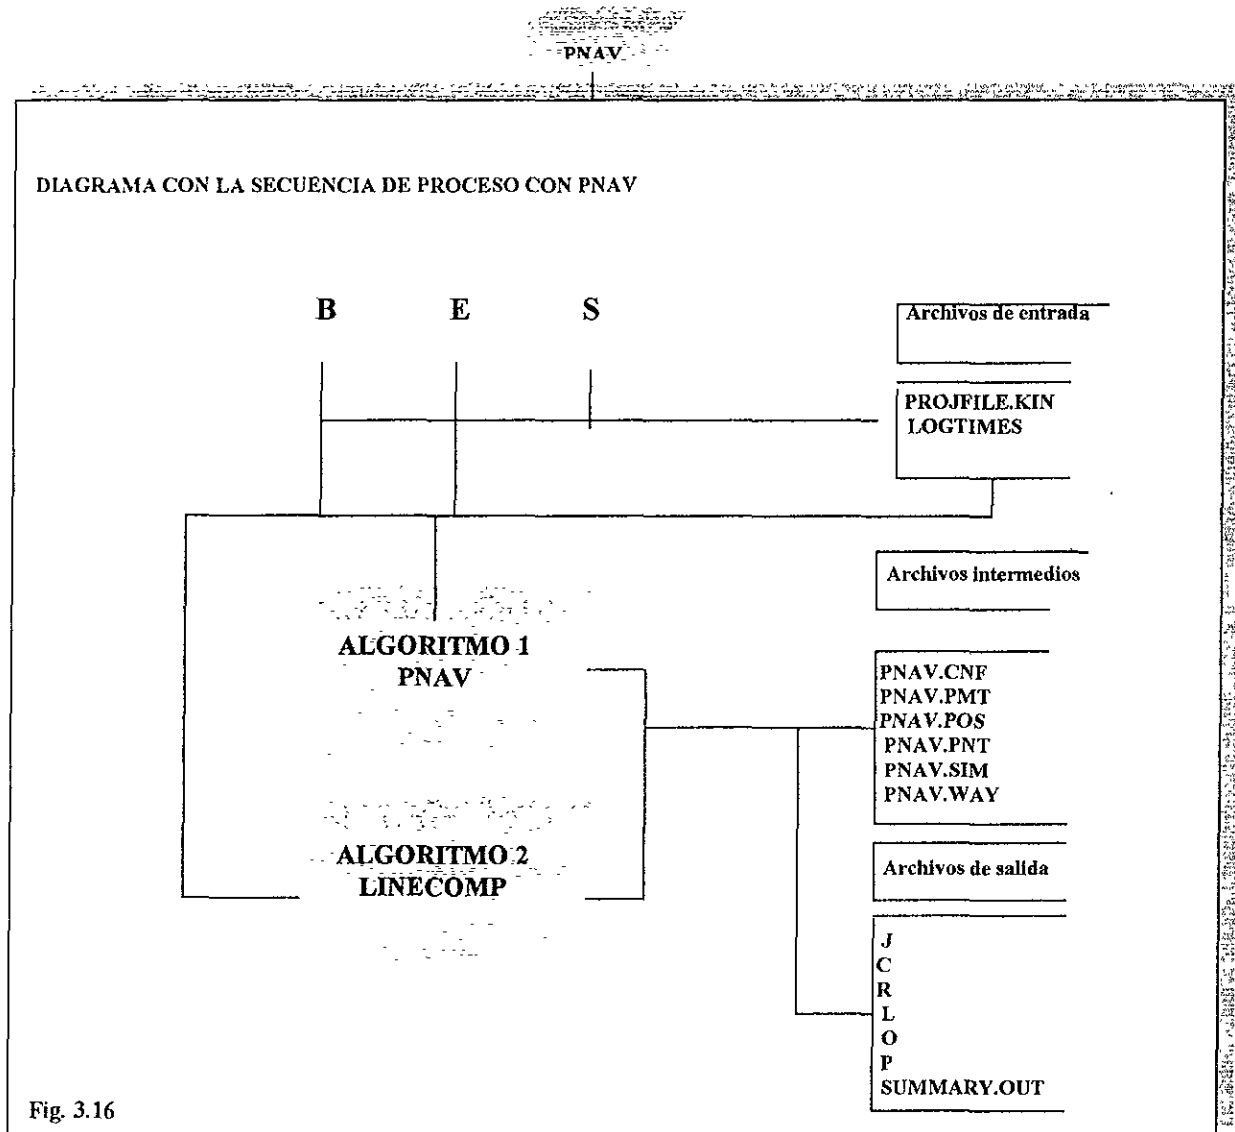 PNAV
DIAGRAMA CON LA SECUENCIA DE PROCESO CON PNAV
B E S
Archivos de entrada
PROJFILE.KIN
LOGTIMES
Archivos intermedios
ALGORITMO 1
PNAV
PNAV.CNF
PNAV.PMT
PNAV.POS
PNAV.PNT
PNAV.SIM
PNAV.WAY
ALGORITMO 2
LINECOMP
Archivos de salida
J
C
R
L
O
P
SUMMARY.OUT
Fig. 3.16